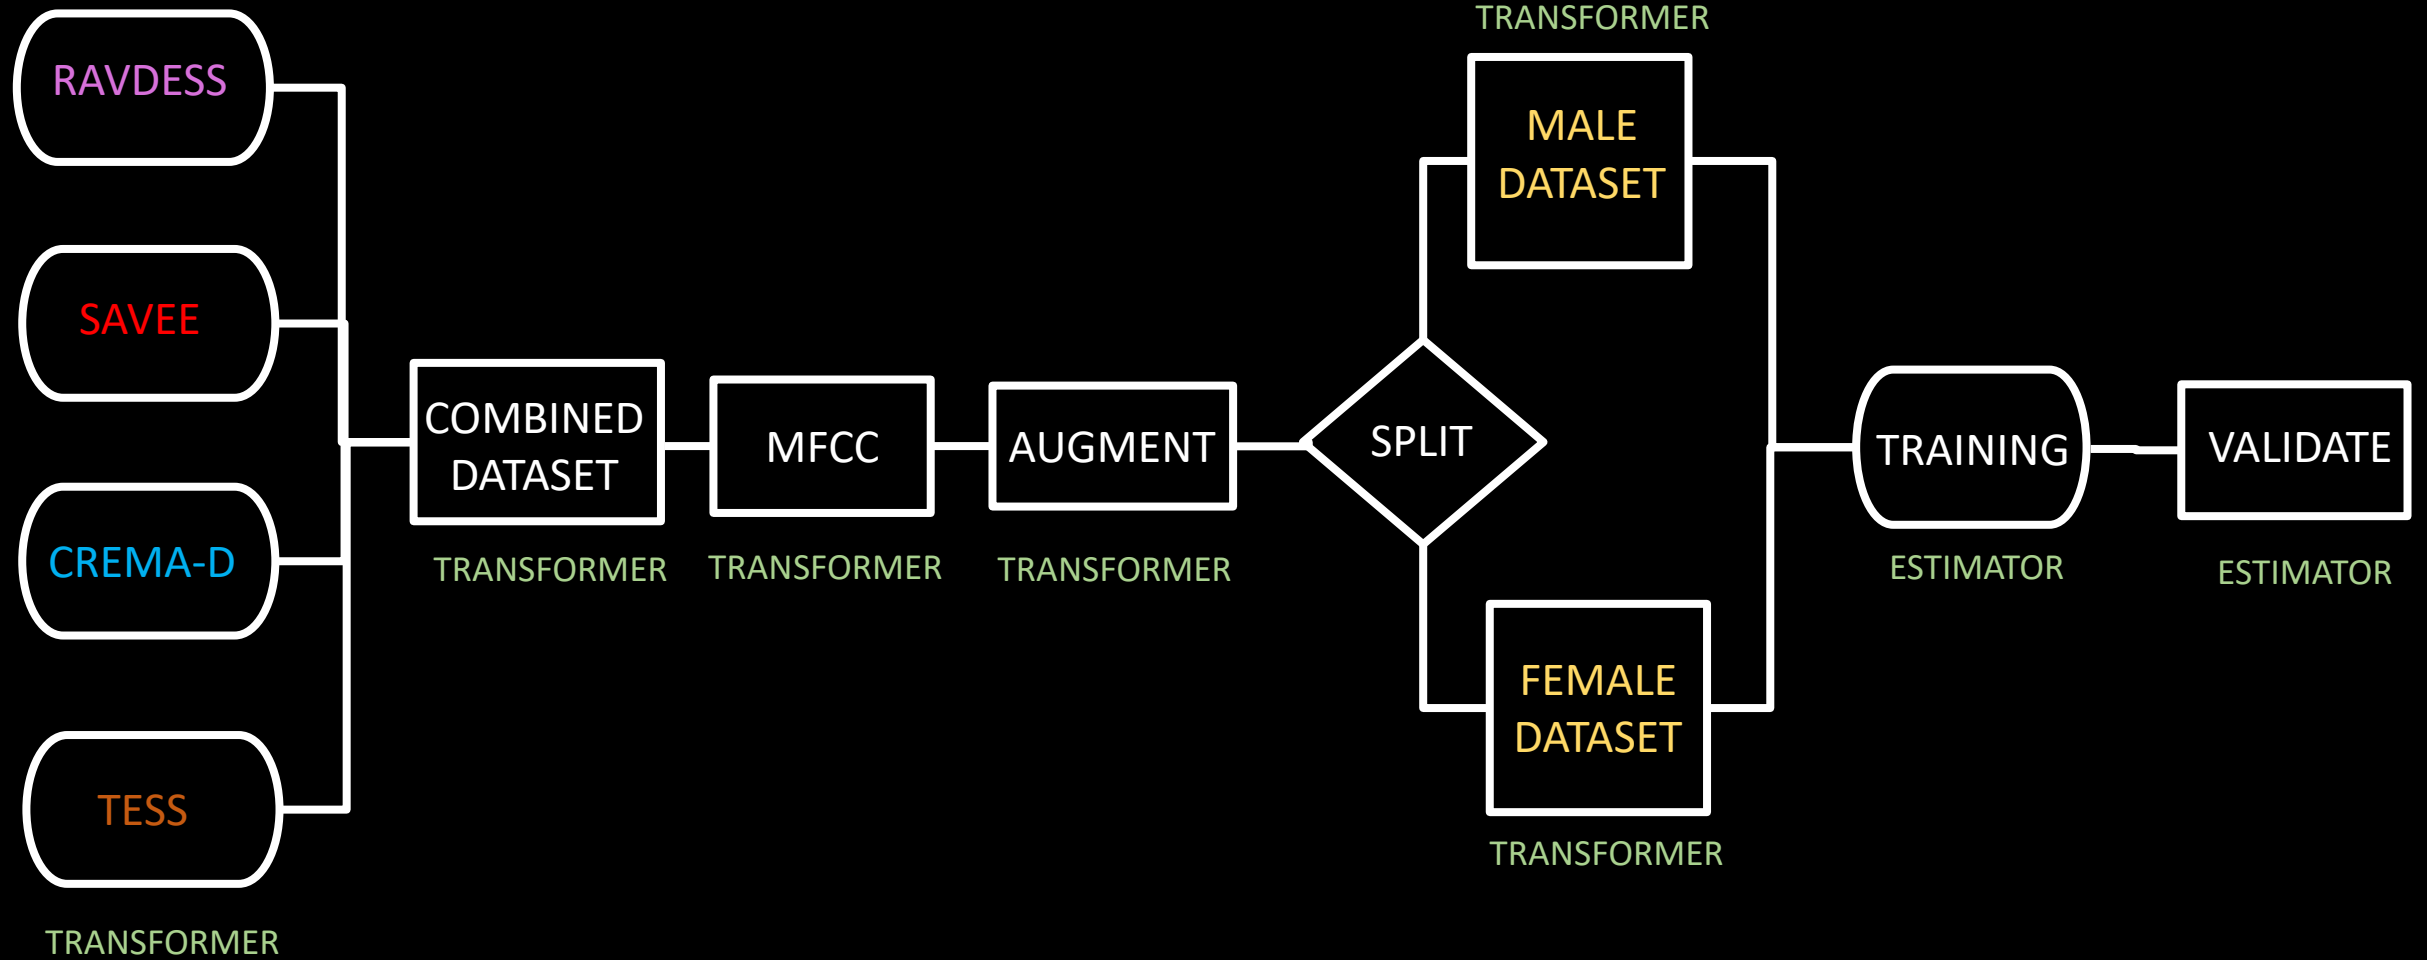 RAVDESS
SAVEE
CREMA-D
TESS
TRANSFORMER
COMBINED
DATASET
TRANSFORMER
MFCC
TRANSFORMER
AUGMENT
TRANSFORMER
SPLIT
TRANSFORMER
MALE
DATASET
FEMALE
DATASET
TRANSFORMER
TRAINING
ESTIMATOR
VALIDATE
ESTIMATOR